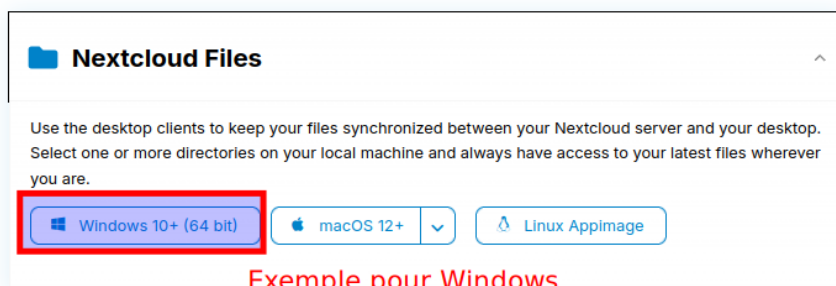 Nextcloud Files
Use the desktop clients to keep your files synchronized between your Nextcloud server and your desktop.
Select one or more directories on your local machine and always have access to your latest files wherever
you are.
Windows 10+ (64 bit) macOS 12+ Linux Appimage
Exemple pour Windows